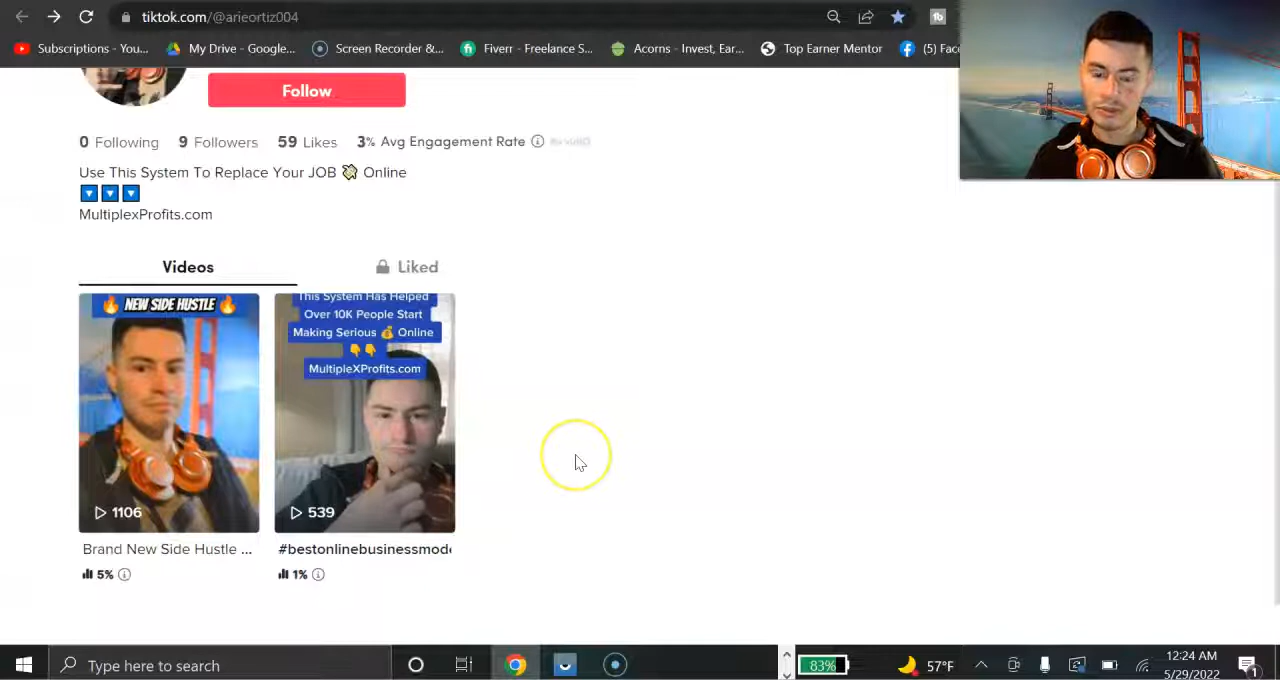 tiktok.com/@arieortiz004
Subscriptions - You...
My Drive - Google...
Screen Recorder &...
Fiverr - Freelance S...
Acorns - Invest, Ear...
Top Earner Mentor
(5) Fac
Follow
0 Following 9 Followers 59 Likes 3% Avg Engagement Rate
Use This System To Replace Your JOB 💸 Online
🔽🔽🔽
MultiplexProfits.com
Videos
Liked
🔥 NEW SIDE HUSTLE 🔥
1106
This System Has Helped
Over 10K People Start
Making Serious 💰 Online
👇👇
MultipleXProfits.com
539
Brand New Side Hustle ...
#bestonlinebusinessmode
5%
1%
Type here to search
83%
57°F
12:24 AM
5/29/2022
1